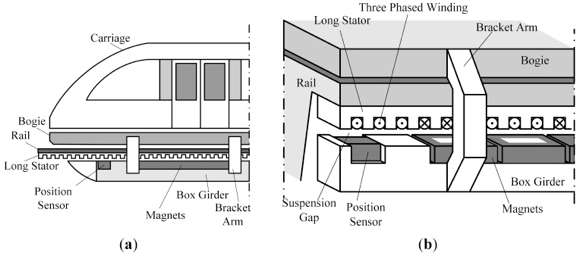 Carriage
Bogie
Rail
Long Stator
Position
Sensor
Magnets
Box Girder
Bracket
Arm
(a)
Three Phased Winding
Long Stator
Bracket Arm
Bogie
Rail
Suspension
Gap
Position
Sensor
Box Girder
Magnets
(b)